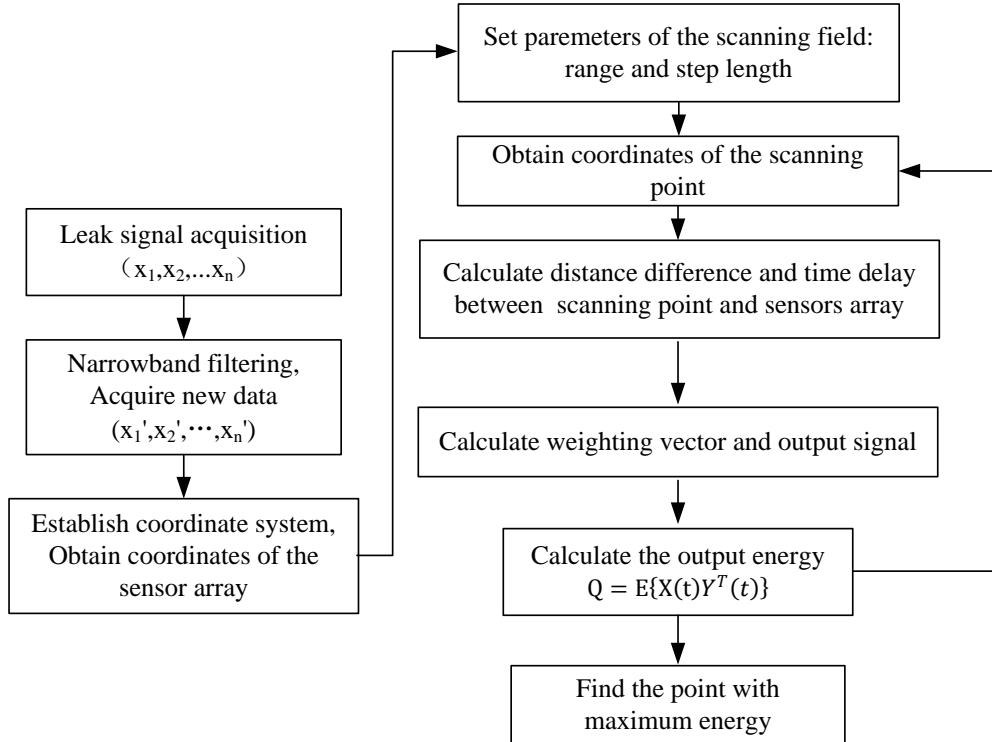 Leak signal acquisition
（x₁,x₂,...xₙ）
Narrowband filtering,
Acquire new data
(x₁',x₂',⋯,xₙ')
Establish coordinate system,
Obtain coordinates of the
sensor array
Set paremeters of the scanning field:
range and step length
Obtain coordinates of the scanning
point
Calculate distance difference and time delay
between scanning point and sensors array
Calculate weighting vector and output signal
Calculate the output energy
Q = E{X(t)Yᵀ(t)}
Find the point with
maximum energy